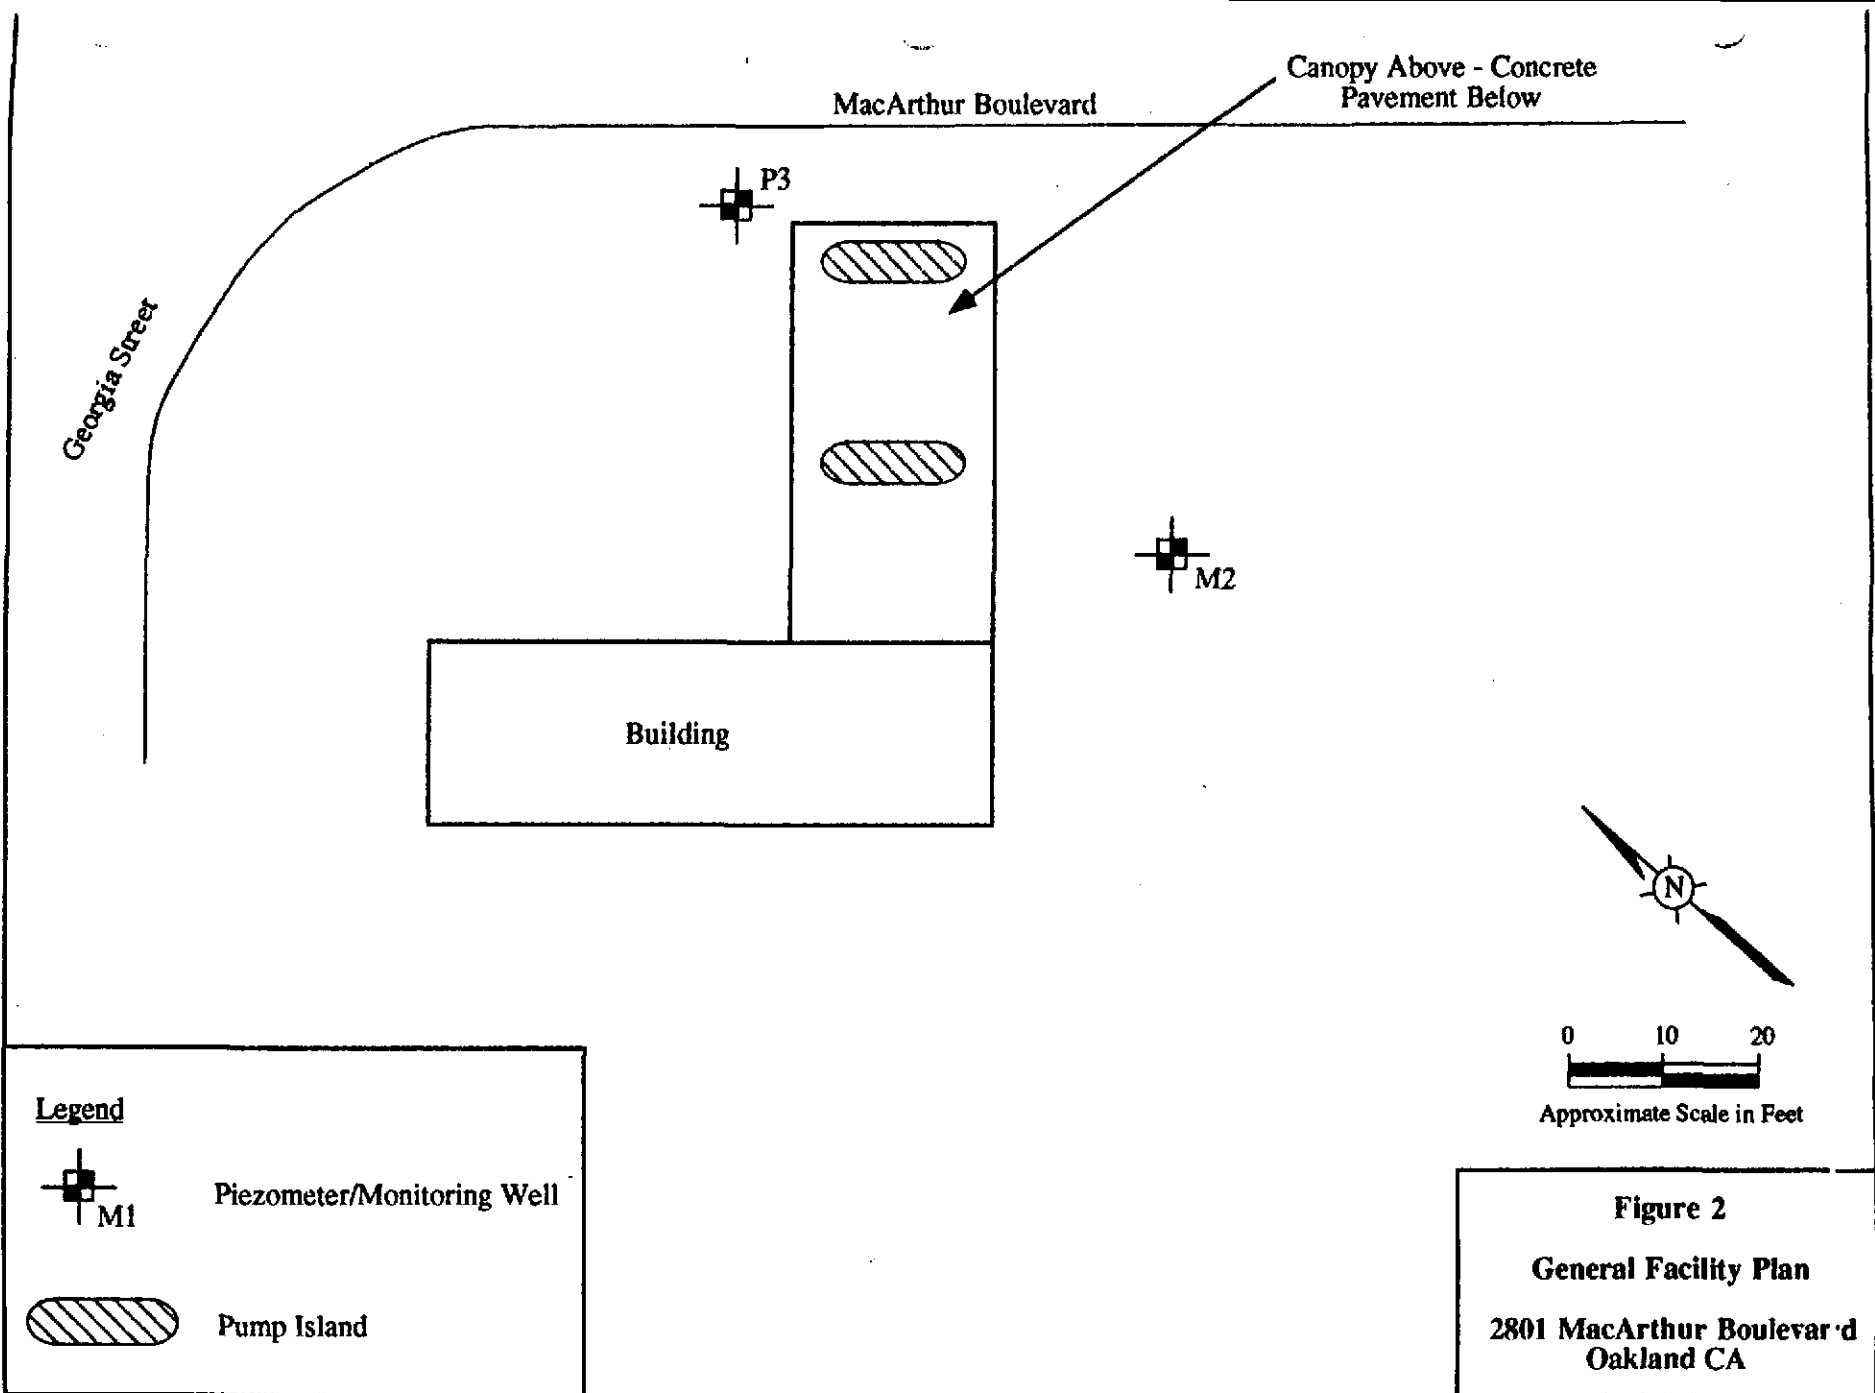 Canopy Above - Concrete
Pavement Below
MacArthur Boulevard
P3
Georgia Street
M2
Building
N
0 10 20
Approximate Scale in Feet
Legend
M1
Piezometer/Monitoring Well
Pump Island
Figure 2
General Facility Plan
2801 MacArthur Boulevard
Oakland CA